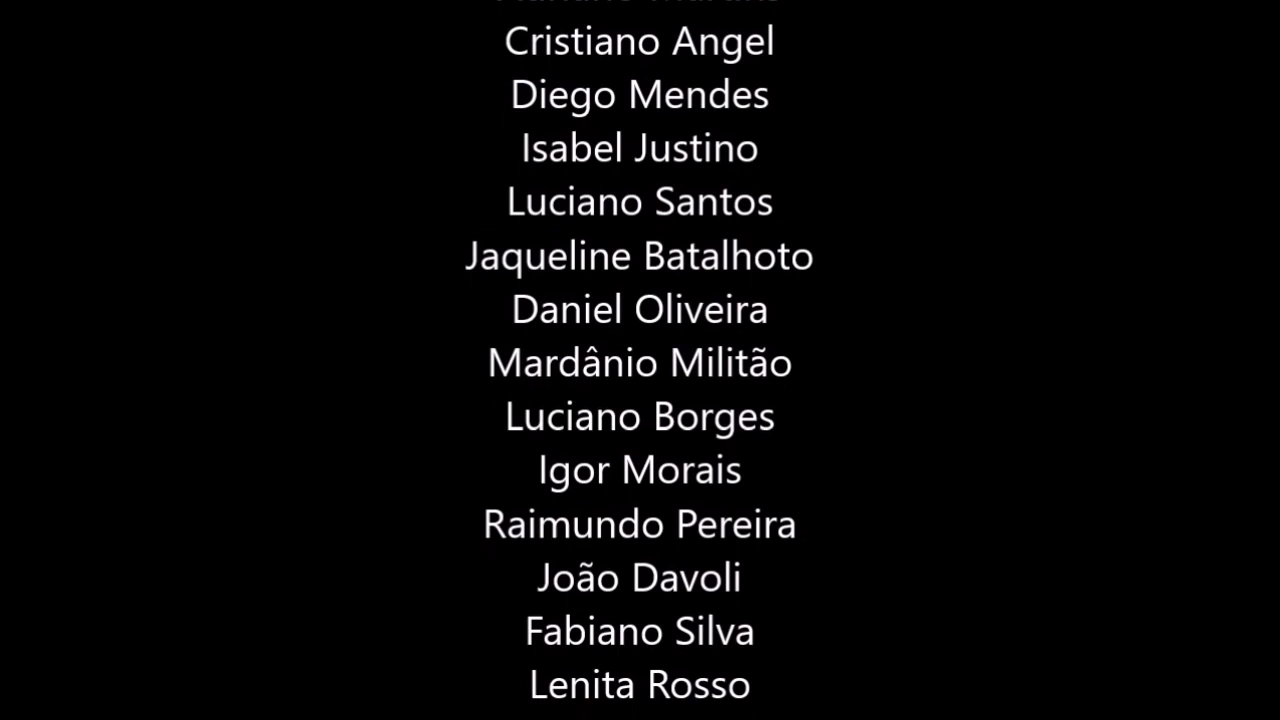 Cristiano Angel
Diego Mendes
Isabel Justino
Luciano Santos
Jaqueline Batalhoto
Daniel Oliveira
Mardânio Militão
Luciano Borges
Igor Morais
Raimundo Pereira
João Davoli
Fabiano Silva
Lenita Rosso